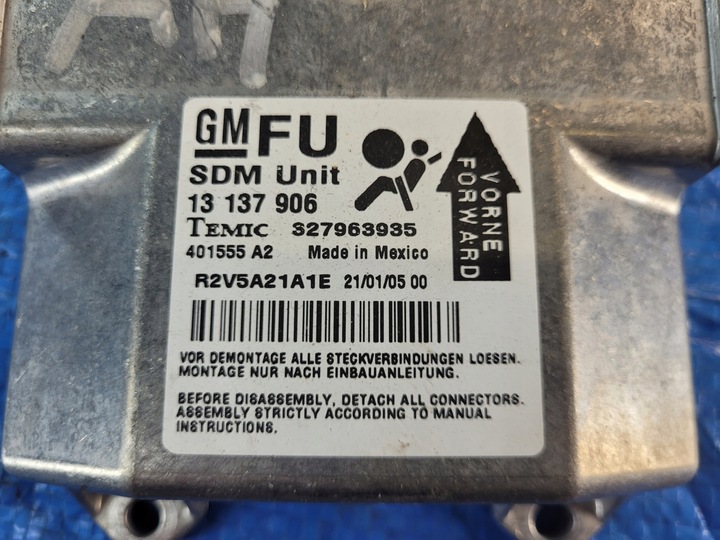 AH
GM FU
SDM Unit
13 137 906
TEMIC 327963935
401555 A2 Made in Mexico
R2V5A21A1E 21/01/05 00
VORNE
FORWARD
VOR DEMONTAGE ALLE STECKVERBINDUNGEN LOESEN.
MONTAGE NUR NACH EINBAUANLEITUNG.
BEFORE DISASSEMBLY, DETACH ALL CONNECTORS.
ASSEMBLY STRICTLY ACCORDING TO MANUAL
INSTRUCTIONS.